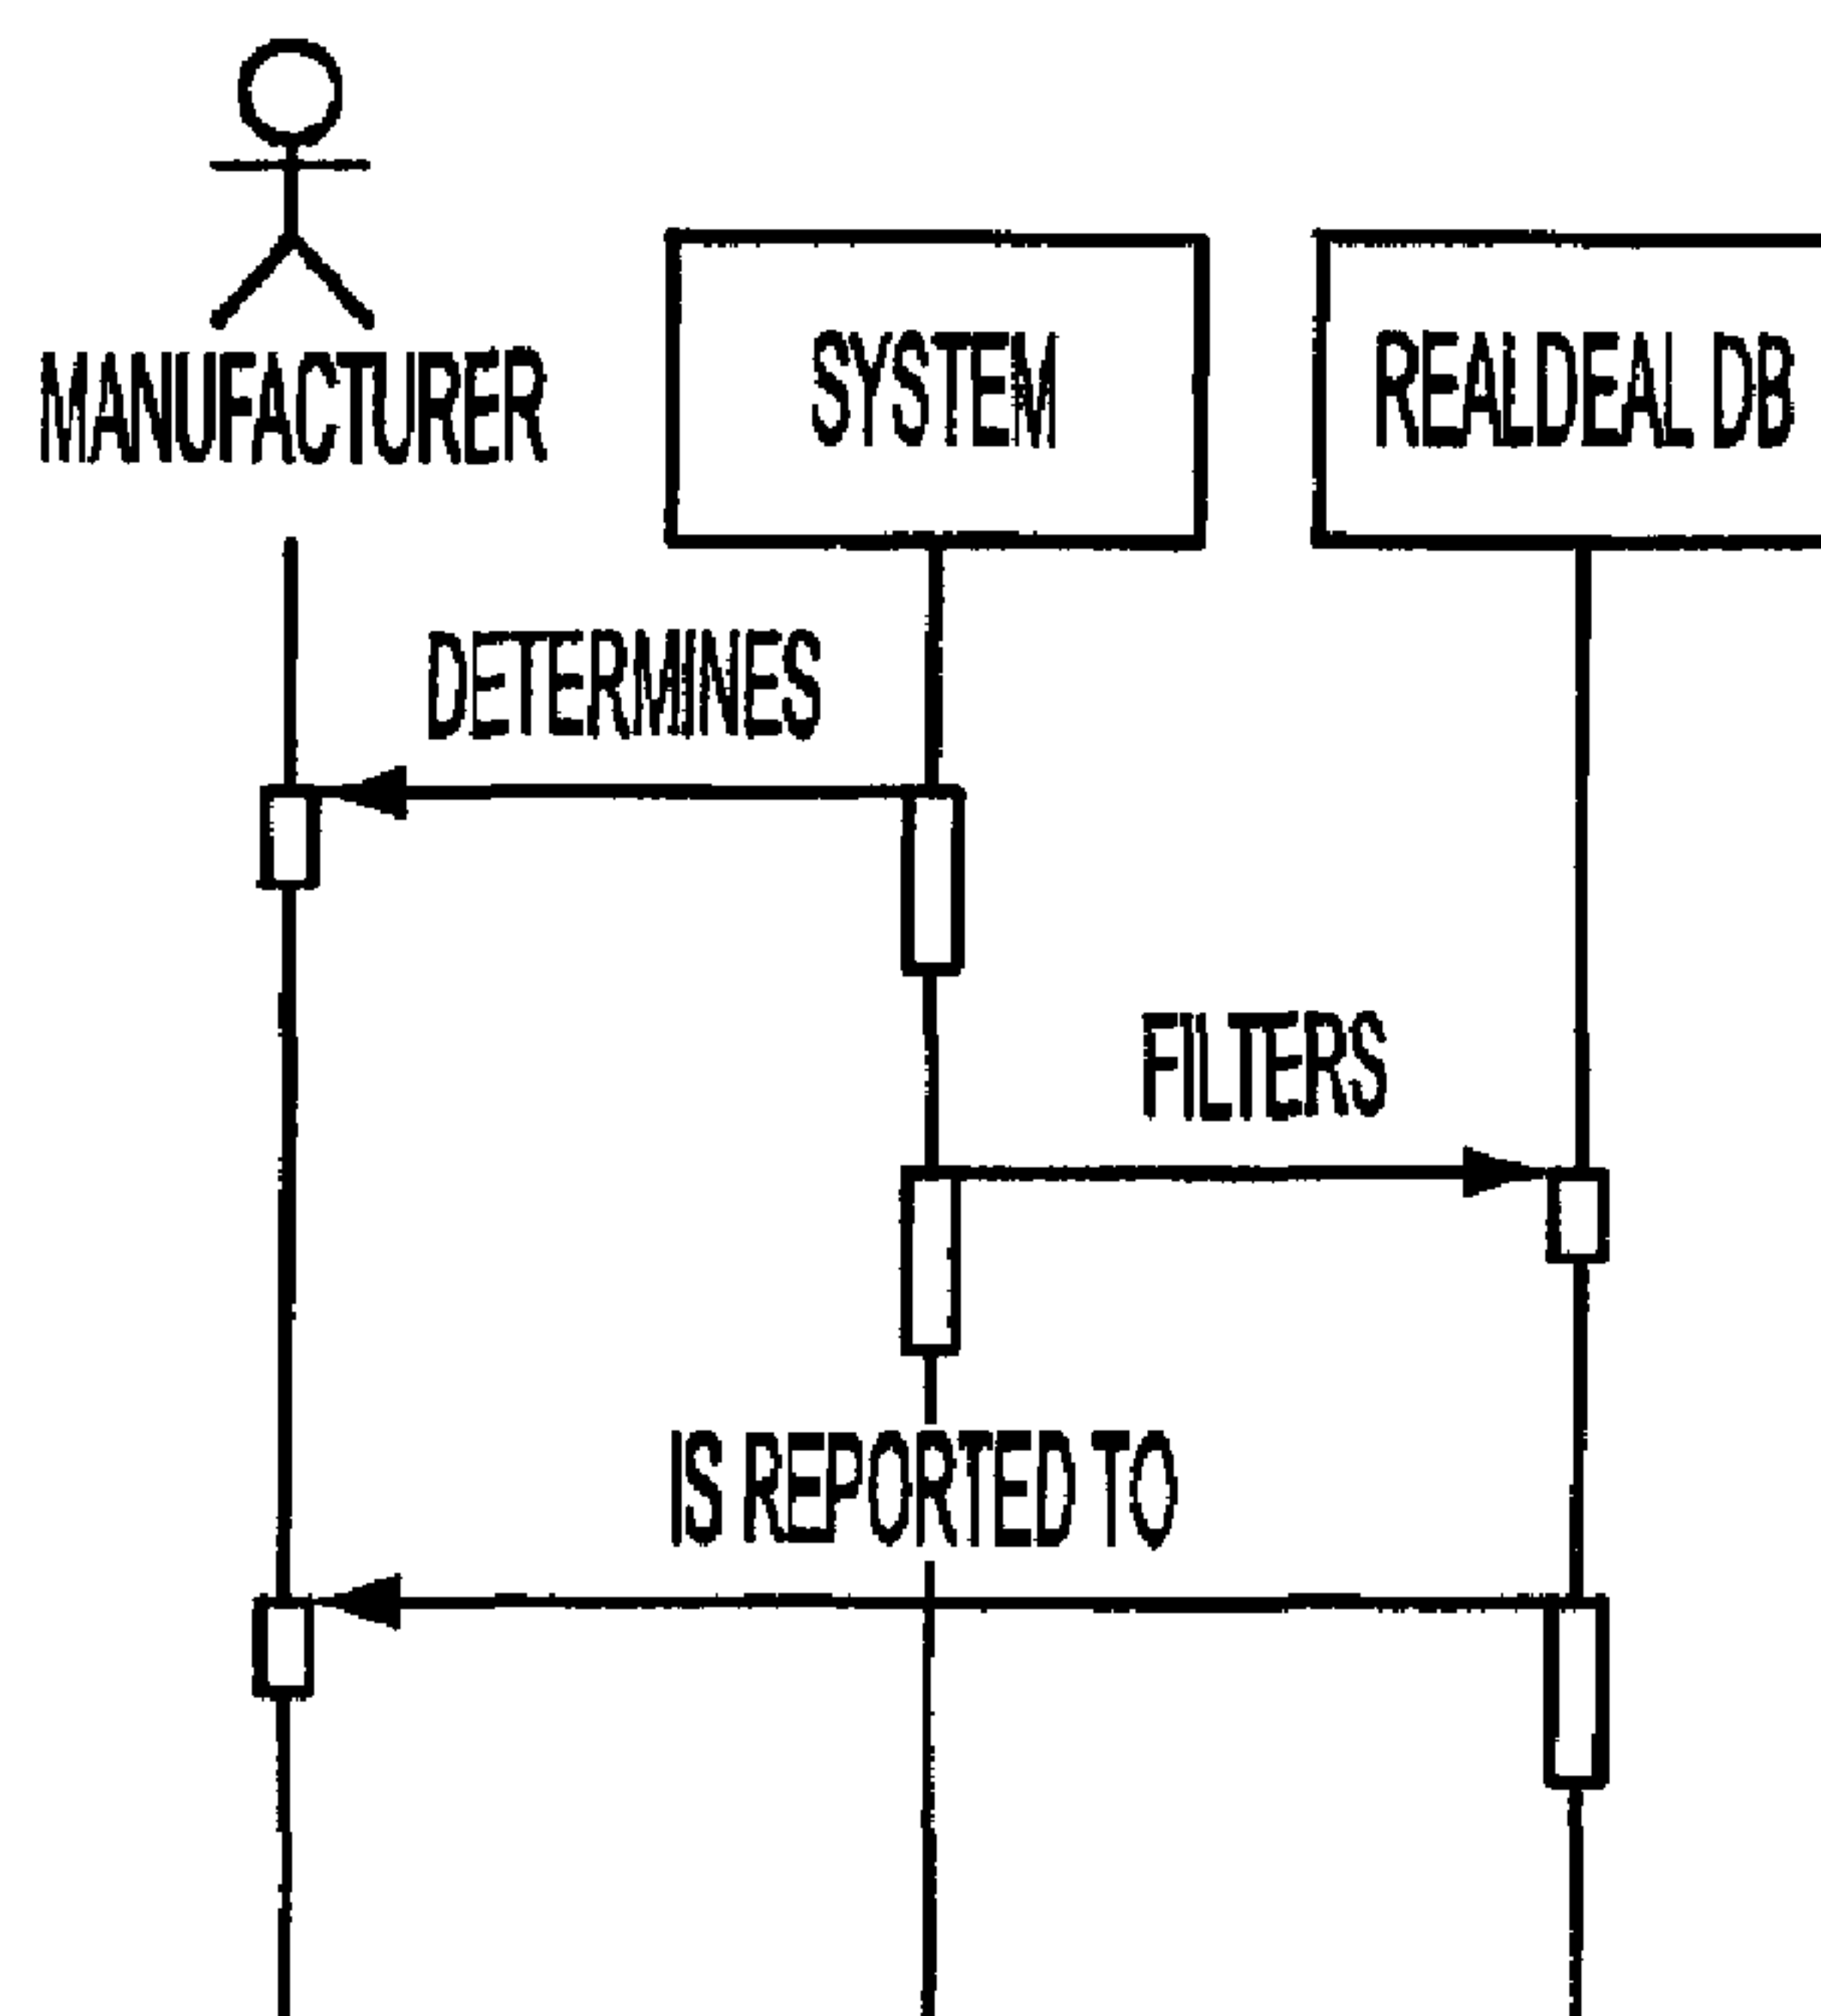 MANUFACTURER
SYSTEM
REALDEAL DB
DETERMINES
FILTERS
IS REPORTED TO